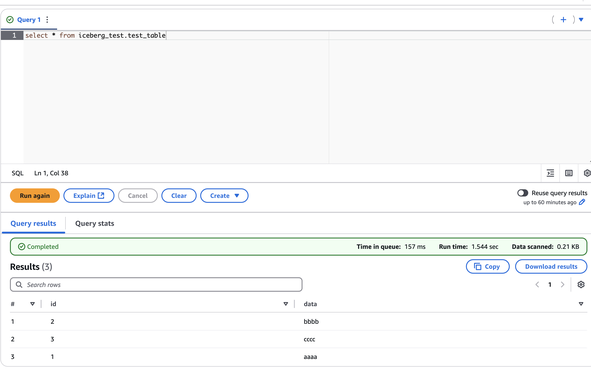 Query 1
1 select * from iceberg_test.test_table
SQL Ln 1, Col 38
Run again Explain Cancel Clear Create Reuse query results
up to 60 minutes ago
Query results Query stats
Completed Time in queue: 157 ms Run time: 1.544 sec Data scanned: 0.21 KB
Results (3) Copy Download results
Search rows 1
# id data
1 2 bbbb
2 3 cccc
3 1 aaaa